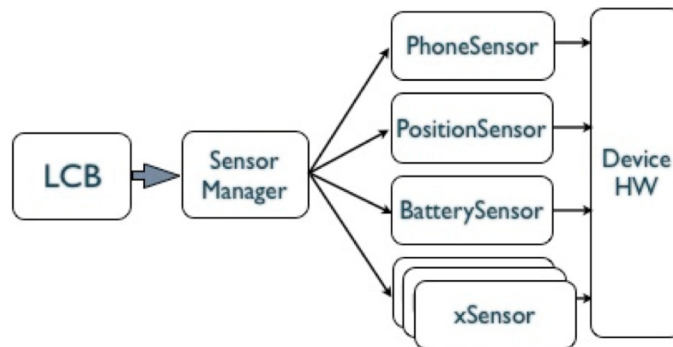 LCB
Sensor
Manager
PhoneSensor
PositionSensor
BatterySensor
xSensor
Device
HW